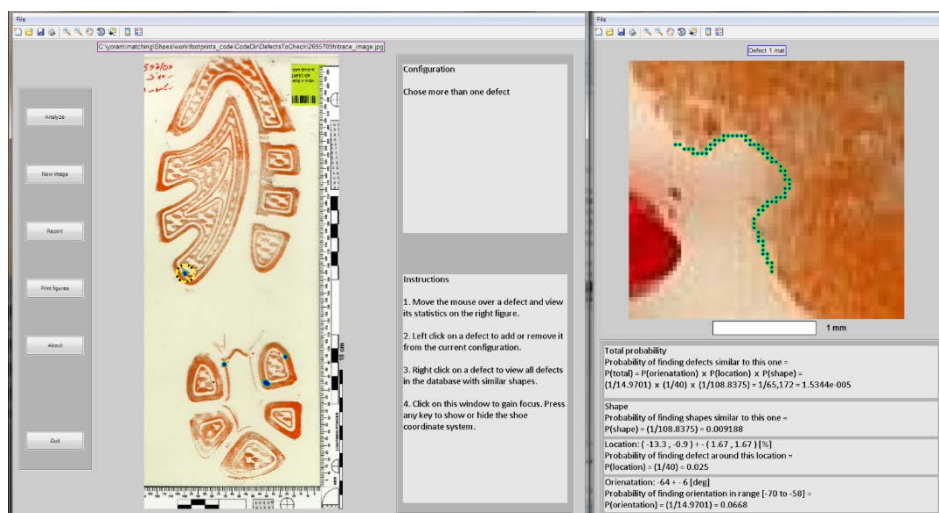 File
File
C:\yoram\matching\Shoes\work\footprints_code\CodeDir\DefectsToCheck\2695709h\trace_image.jpg
Defect 1 mat
Analyze
New image
Report
Print figures
About
Quit
10 cm
Configuration
Chose more than one defect
Instructions
1. Move the mouse over a defect and view
its statistics on the right figure.
2. Left click on a defect to add or remove it
from the current configuration.
3. Right click on a defect to view all defects
in the database with similar shapes.
4. Click on this window to gain focus. Press
any key to show or hide the shoe
coordinate system.
1 mm
Total probability
Probability of finding defects similar to this one =
P(total) = P(orienatation) x P(location) x P(shape) =
(1/14.9701) x (1/40) x (1/108.8375) = 1/65,172 = 1.5344e-005
Shape
Probability of finding shapes similar to this one =
P(shape) = (1/108.8375) = 0.009188
Location: ( -13.3 , -0.9 ) + - ( 1.67 , 1.67 ) [%]
Probability of finding defect around this location =
P(location) = (1/40) = 0.025
Orienatation: -64 + - 6 [deg]
Probability of finding orientation in range [-70 to -58] =
P(orientation) = (1/14.9701) = 0.0668